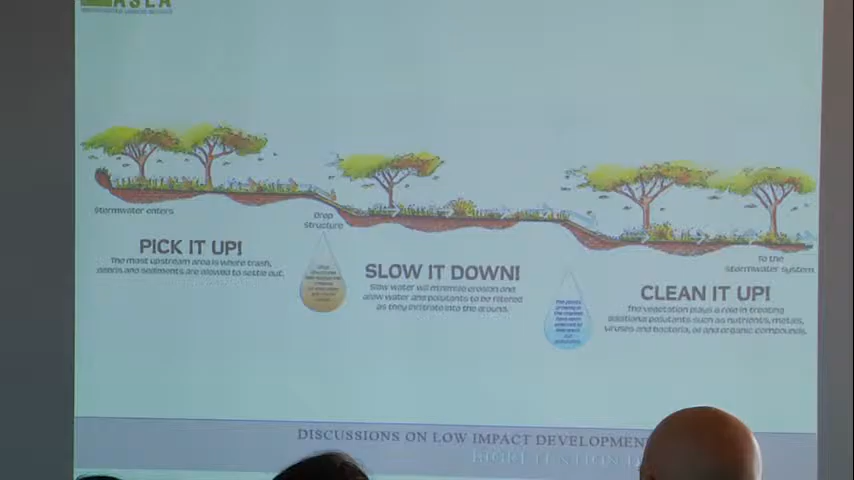 ASLA
Stormwater enters
Drop
structure
PICK IT UP!
The most upstream area is where trash,
debris and sediments are allowed to settle out.
SLOW IT DOWN!
Slow water will minimize erosion and
allow water and pollutants to be filtered
as they infiltrate into the ground.
To the
stormwater system
CLEAN IT UP!
The vegetation plays a role in treating
additional pollutants such as nutrients, metals,
viruses and bacteria, oil and organic compounds.
DISCUSSIONS ON LOW IMPACT DEVELOPMEN
BIORETENTION